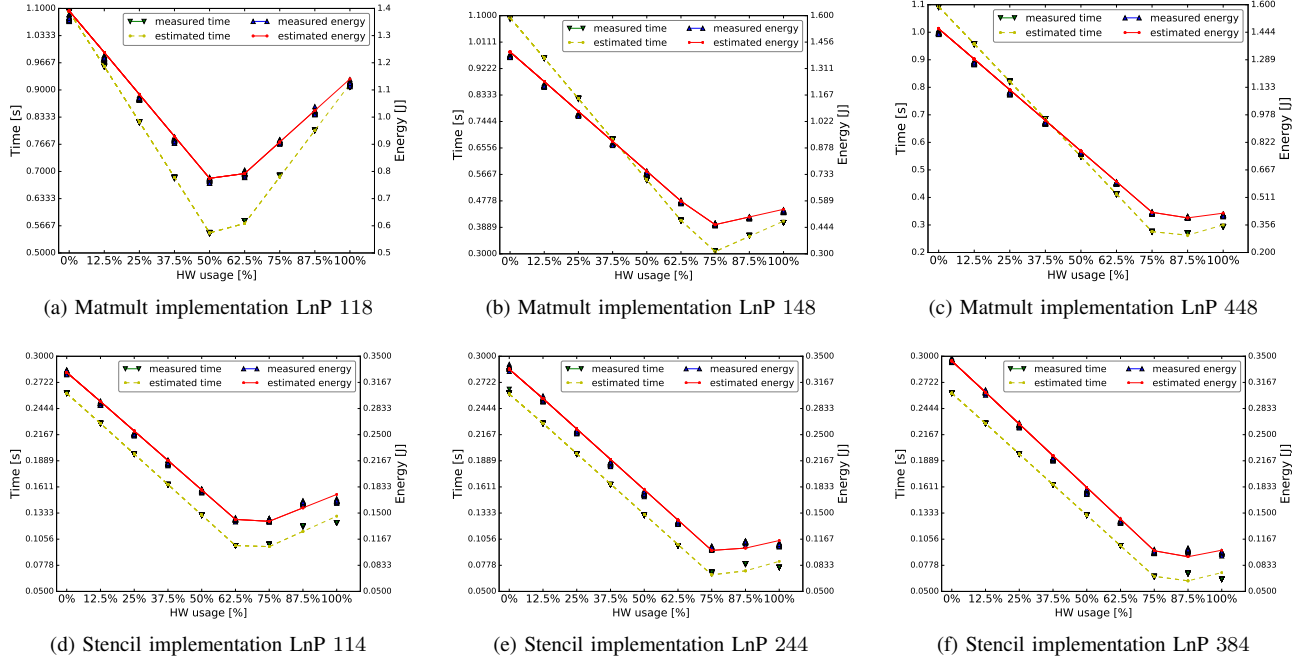 measured time
estimated time
measured energy
estimated energy
Time [s]
1.1000
1.0333
0.9667
0.9000
0.8333
0.7667
0.7000
0.6333
0.5667
0.5000
Energy [J]
1.4
1.3
1.2
1.1
1.0
0.9
0.8
0.7
0.6
0.5
0% 12.5% 25% 37.5% 50% 62.5% 75% 87.5% 100%
HW usage [%]
(a) Matmult implementation LnP 118
measured time
estimated time
measured energy
estimated energy
Time [s]
1.1000
1.0111
0.9222
0.8333
0.7444
0.6556
0.5667
0.4778
0.3889
0.3000
Energy [J]
1.600
1.456
1.311
1.167
1.022
0.878
0.733
0.589
0.444
0.300
0% 12.5% 25% 37.5% 50% 62.5% 75% 87.5% 100%
HW usage [%]
(b) Matmult implementation LnP 148
measured time
estimated time
measured energy
estimated energy
Time [s]
1.1
1.0
0.9
0.8
0.7
0.6
0.5
0.4
0.3
0.2
Energy [J]
1.600
1.444
1.289
1.133
0.978
0.822
0.667
0.511
0.356
0.200
0% 12.5% 25% 37.5% 50% 62.5% 75% 87.5% 100%
HW usage [%]
(c) Matmult implementation LnP 448
measured time
estimated time
measured energy
estimated energy
Time [s]
0.3000
0.2722
0.2444
0.2167
0.1889
0.1611
0.1333
0.1056
0.0778
0.0500
Energy [J]
0.3500
0.3167
0.2833
0.2500
0.2167
0.1833
0.1500
0.1167
0.0833
0.0500
0% 12.5% 25% 37.5% 50% 62.5% 75% 87.5% 100%
HW usage [%]
(d) Stencil implementation LnP 114
measured time
estimated time
measured energy
estimated energy
Time [s]
0.3000
0.2722
0.2444
0.2167
0.1889
0.1611
0.1333
0.1056
0.0778
0.0500
Energy [J]
0.3500
0.3167
0.2833
0.2500
0.2167
0.1833
0.1500
0.1167
0.0833
0.0500
0% 12.5% 25% 37.5% 50% 62.5% 75% 87.5% 100%
HW usage [%]
(e) Stencil implementation LnP 244
measured time
estimated time
measured energy
estimated energy
Time [s]
0.3000
0.2722
0.2444
0.2167
0.1889
0.1611
0.1333
0.1056
0.0778
0.0500
Energy [J]
0.3500
0.3167
0.2833
0.2500
0.2167
0.1833
0.1500
0.1167
0.0833
0.0500
0% 12.5% 25% 37.5% 50% 62.5% 75% 87.5% 100%
HW usage [%]
(f) Stencil implementation LnP 384